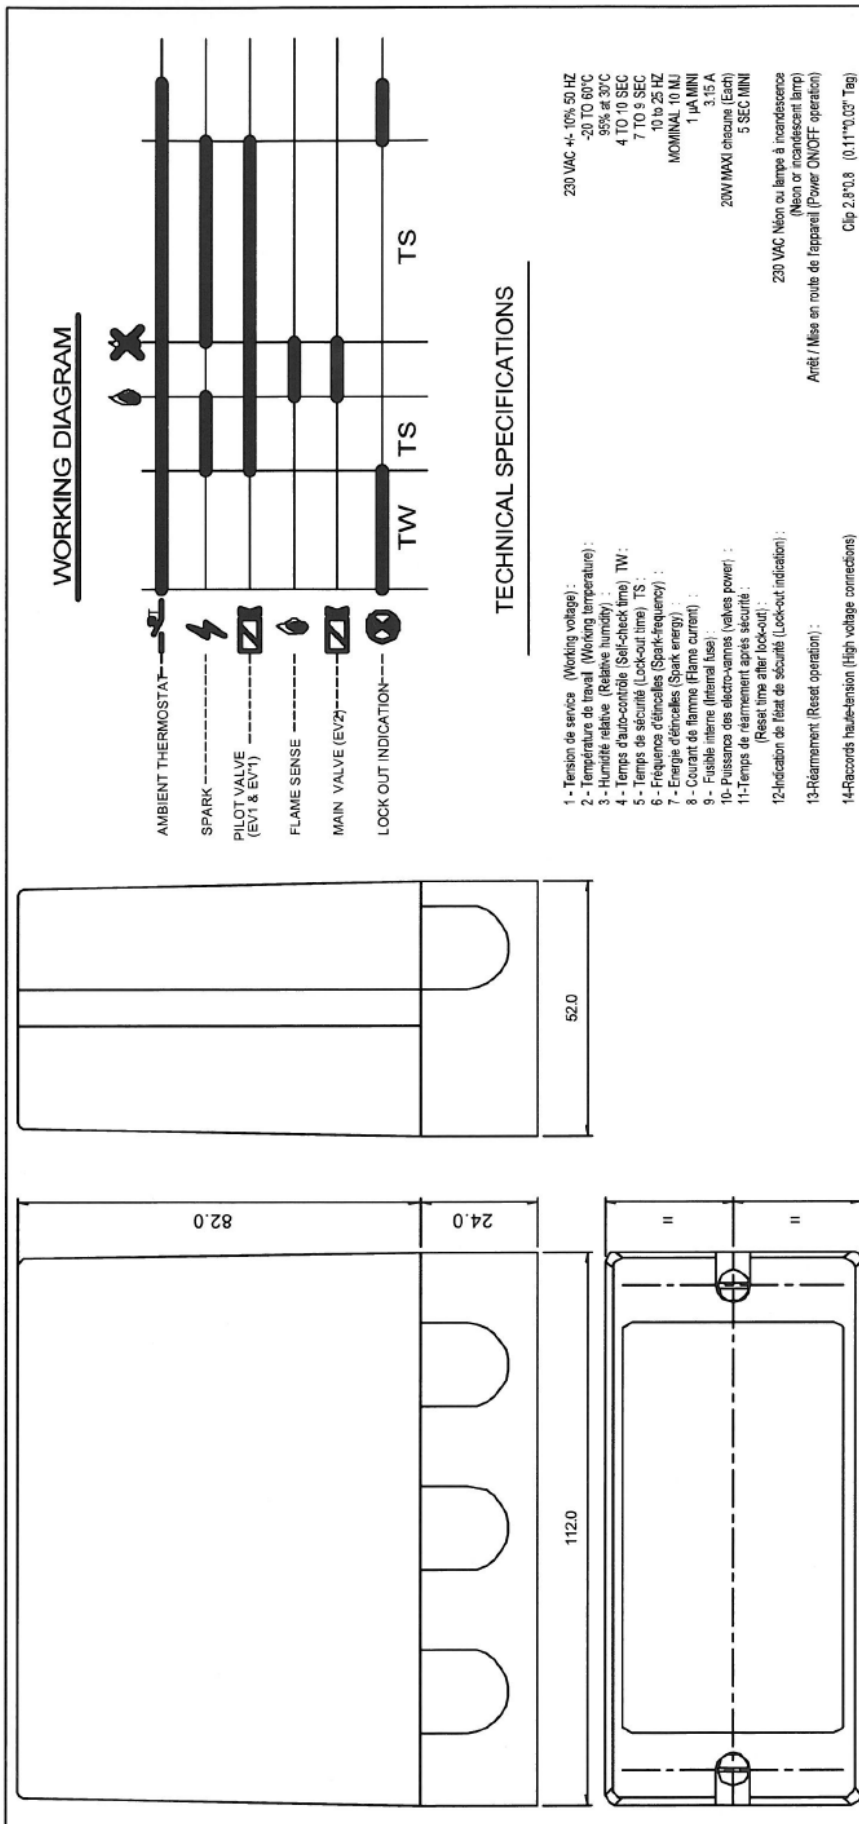 WORKING DIAGRAM
AMBIENT THERMOSTAT
SPARK
PILOT VALVE
(EV1 & EV"1)
FLAME SENSE
MAIN VALVE (EV2)
LOCK OUT INDICATION
TW
TS
TS
TECHNICAL SPECIFICATIONS
1 - Tension de service (Working voltage) : 230 VAC +/- 10% 50 HZ
2 - Température de travail (Working temperature) : -20 TO 60°C
3 - Humidité relative (Relative humidity) : 95% at 30°C
4 - Temps d'auto-contrôle (Self-check time) TW : 4 TO 10 SEC
5 - Temps de sécurité (Lock-out time) TS : 7 TO 9 SEC
6 - Fréquence d'étincelles (Spark-frequency) : 10 to 25 HZ
7 - Energie d'étincelles (Spark energy) : MOMINAL 10 MJ
8 - Courant de flamme (Flame current) : 1 µA MINI
9 - Fusible interne (Internal fuse) : 3.15 A
10- Puissance des electro-vannes (valves power) : 20W MAXI chacune (Each)
11-Temps de réarmement après sécurité : 5 SEC MINI
(Reset time after lock-out) :
12-Indication de l'état de sécurité (Lock-out indication) : 230 VAC Néon ou lampe à incandescence
(Neon or incandescent lamp)
13-Réarmement (Reset operation) : Arrêt / Mise en route de l'appareil (Power ON/OFF operation)
14-Raccords haute-tension (High voltage connections) Clip 2.8*0.8 (0.11"*0.03" Tag)
82.0
24.0
52.0
112.0
=
=